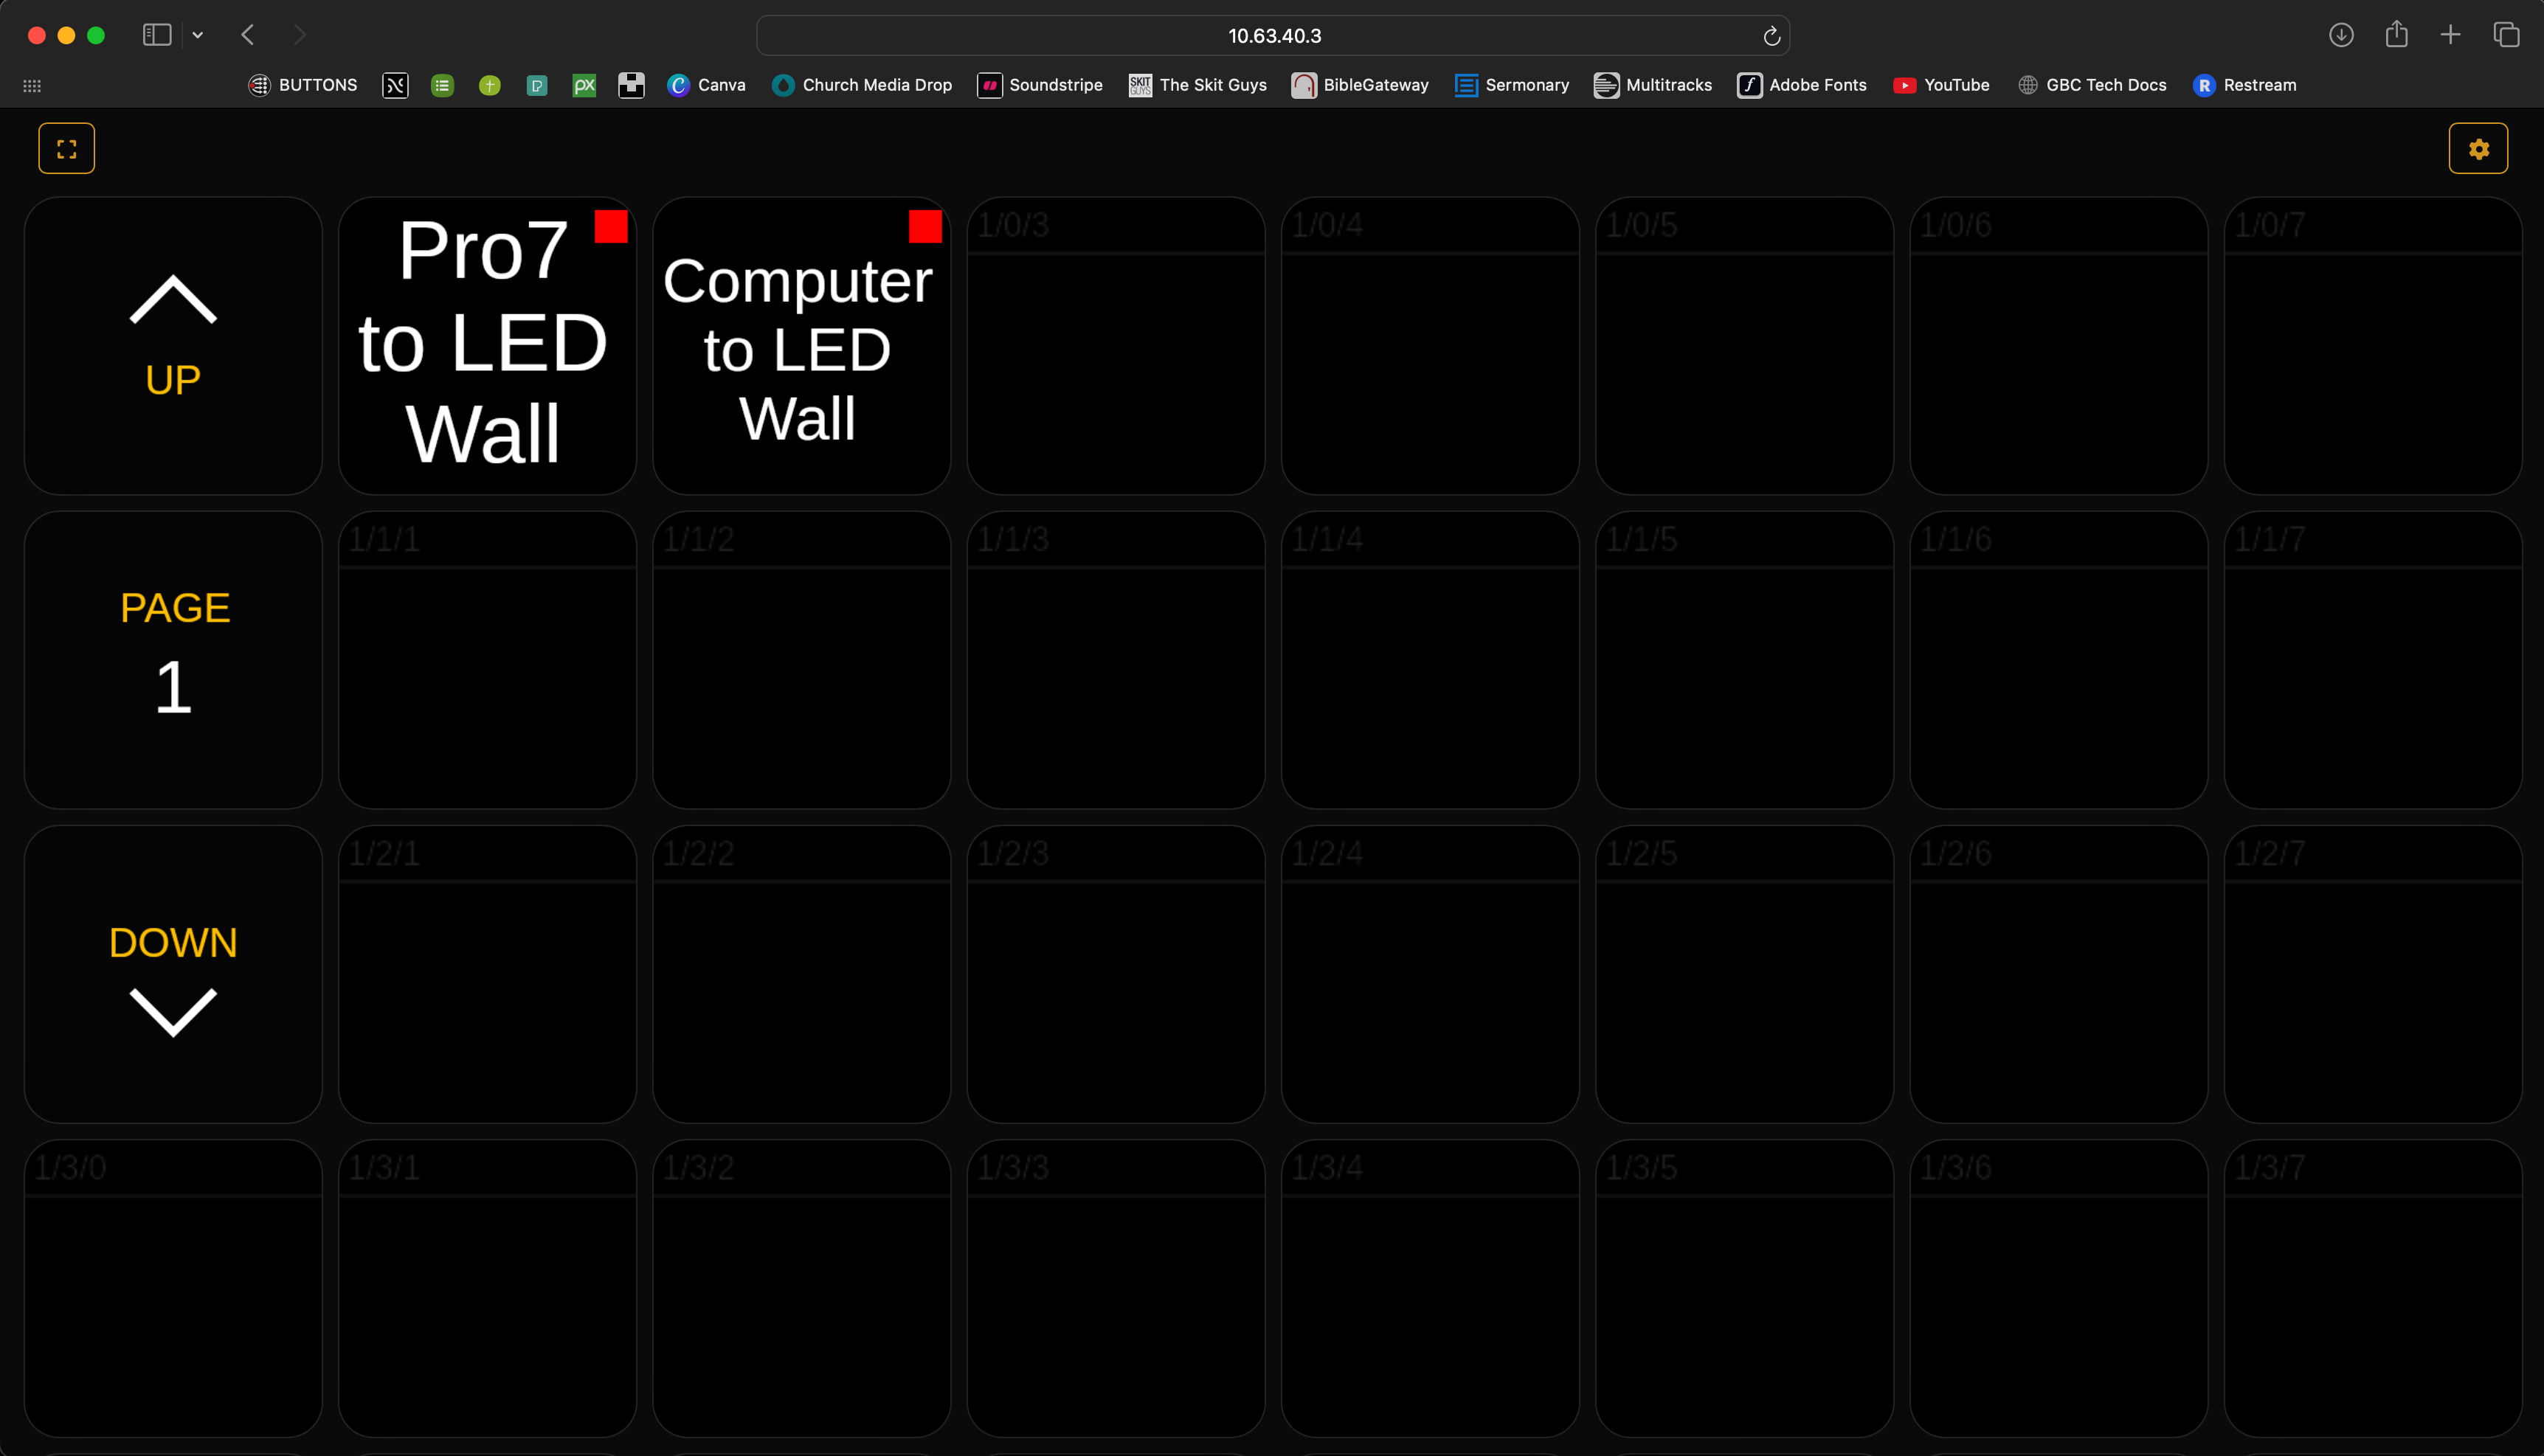 10.63.40.3
BUTTONS
px Canva Church Media Drop Soundstripe SKIT GUYS The Skit Guys BibleGateway Sermonary Multitracks Adobe Fonts YouTube GBC Tech Docs R Restream
UP
Pro7
to LED
Wall
Computer
to LED
Wall
1/0/3
1/0/4
1/0/5
1/0/6
1/0/7
PAGE
1
1/1/1
1/1/2
1/1/3
1/1/4
1/1/5
1/1/6
1/1/7
DOWN
1/2/1
1/2/2
1/2/3
1/2/4
1/2/5
1/2/6
1/2/7
1/3/0
1/3/1
1/3/2
1/3/3
1/3/4
1/3/5
1/3/6
1/3/7